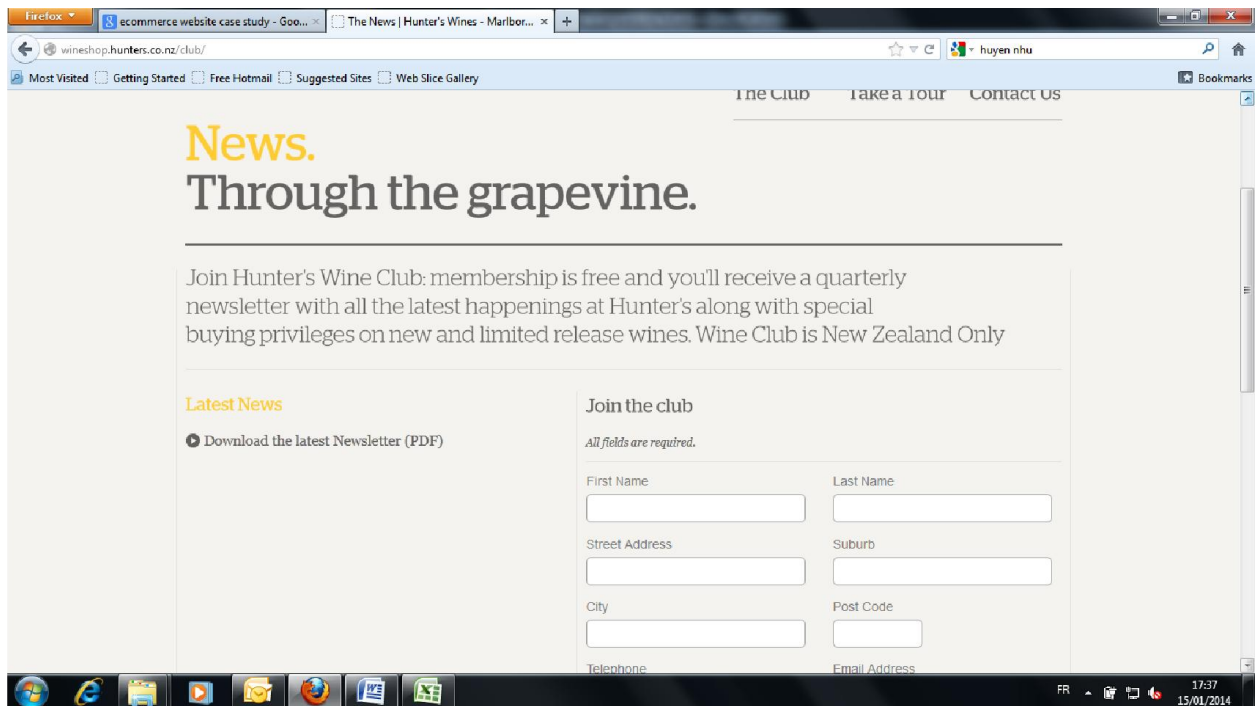 Firefox
ecommerce website case study - Goo...
The News | Hunter's Wines - Marlbor...
wineshop.hunters.co.nz/club/
huyen nhu
Most Visited Getting Started Free Hotmail Suggested Sites Web Slice Gallery
Bookmarks
The Club Take a Tour Contact Us
News.
Through the grapevine.
Join Hunter's Wine Club: membership is free and you'll receive a quarterly
newsletter with all the latest happenings at Hunter's along with special
buying privileges on new and limited release wines. Wine Club is New Zealand Only
Latest News
Download the latest Newsletter (PDF)
Join the club
All fields are required.
First Name Last Name
Street Address Suburb
City Post Code
Telephone Email Address
FR
17:37
15/01/2014